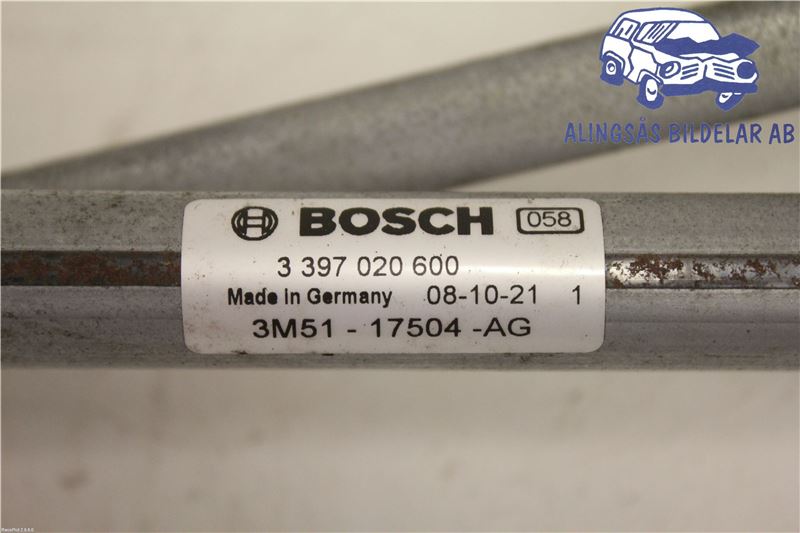 ALINGSÅS BILDELAR AB
BOSCH 058
3 397 020 600
Made in Germany 08-10-21 1
3M51 - 17504 -AG